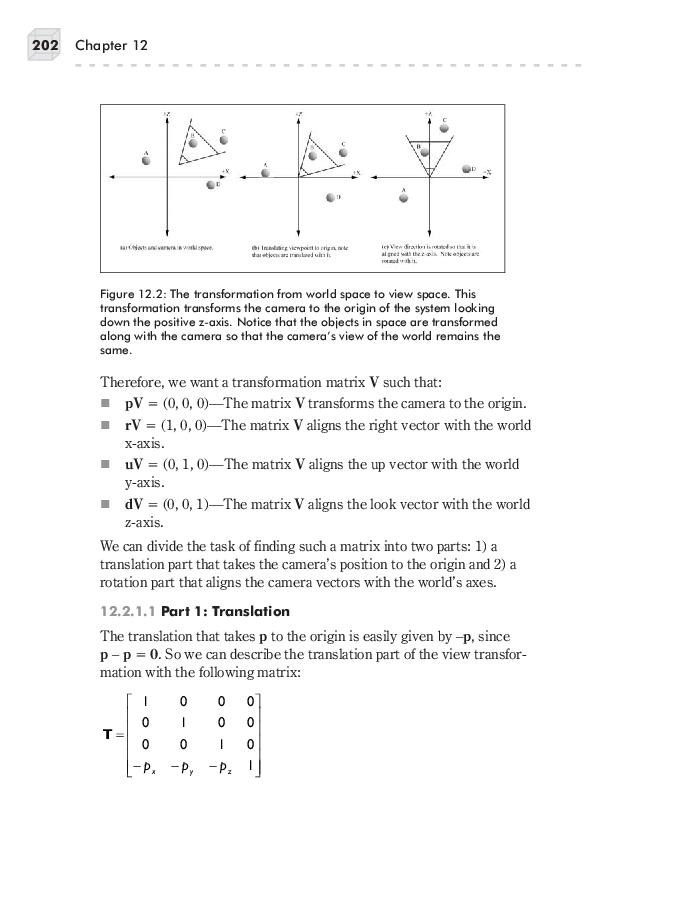 202 Chapter 12
+Z +Z +Z
A B C D +X
A B C D +X
A B C D +X
(a) Objects and camera in world space.
(b) Translating viewpoint to origin, note
that objects are translated with it.
(c) View direction is rotated so that it is
aligned with the z-axis. Note objects are
rotated with it.
Figure 12.2: The transformation from world space to view space. This
transformation transforms the camera to the origin of the system looking
down the positive z-axis. Notice that the objects in space are transformed
along with the camera so that the camera's view of the world remains the
same.
Therefore, we want a transformation matrix V such that:
■ pV = (0, 0, 0)—The matrix V transforms the camera to the origin.
■ rV = (1, 0, 0)—The matrix V aligns the right vector with the world
x-axis.
■ uV = (0, 1, 0)—The matrix V aligns the up vector with the world
y-axis.
■ dV = (0, 0, 1)—The matrix V aligns the look vector with the world
z-axis.
We can divide the task of finding such a matrix into two parts: 1) a
translation part that takes the camera's position to the origin and 2) a
rotation part that aligns the camera vectors with the world's axes.
12.2.1.1 Part 1: Translation
The translation that takes p to the origin is easily given by –p, since
p – p = 0. So we can describe the translation part of the view transfor-
mation with the following matrix:
1 0 0 0
0 1 0 0
T = 0 0 1 0
−pₓ −p_y −p_z 1